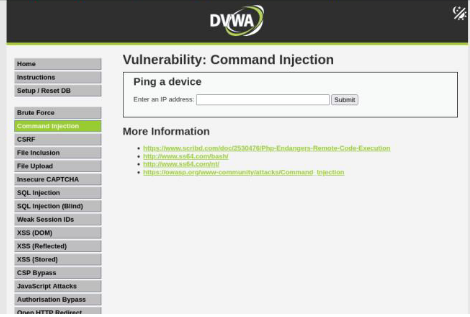 DVWA
Home
Instructions
Setup / Reset DB
Brute Force
Command Injection
CSRF
File Inclusion
File Upload
Insecure CAPTCHA
SQL Injection
SQL Injection (Blind)
Weak Session IDs
XSS (DOM)
XSS (Reflected)
XSS (Stored)
CSP Bypass
JavaScript Attacks
Authorisation Bypass
Open HTTP Redirect
Vulnerability: Command Injection
Ping a device
Enter an IP address: Submit
More Information
https://www.scribd.com/doc/2530476/Php-Endangers-Remote-Code-Execution
http://www.ss64.com/bash/
http://www.ss64.com/nt/
https://owasp.org/www-community/attacks/Command_Injection